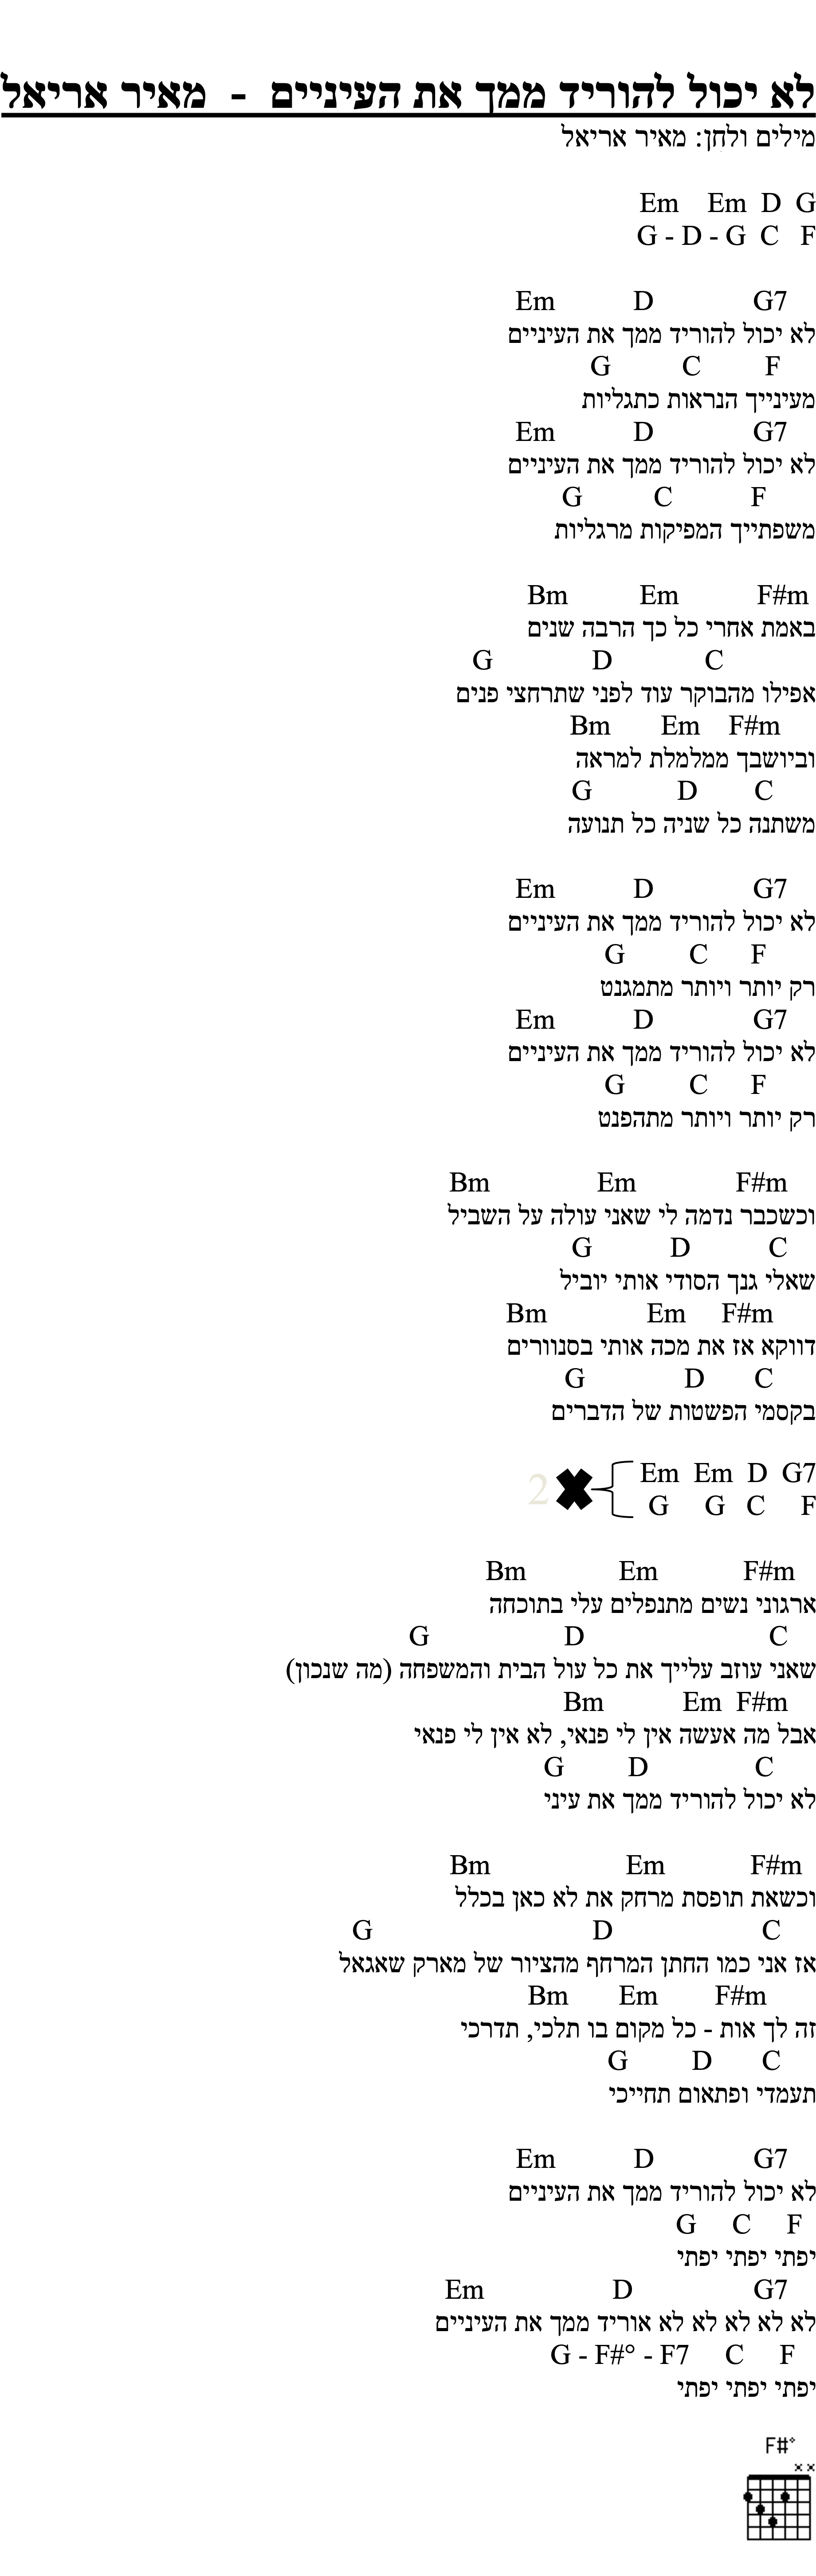 לא יכול להוריד ממך את העיניים - מאיר אריאל
מילים ולחן: מאיר אריאל
Em Em D G
G - D - G C F
Em D G7
לא יכול להוריד ממך את העיניים
G C F
מעינייך הנראות כתגליות
Em D G7
לא יכול להוריד ממך את העיניים
G C F
משפתייך המפיקות מרגליות
Bm Em F#m
באמת אחרי כל כך הרבה שנים
G D C
אפילו מהבוקר עוד לפני שתרחצי פנים
Bm Em F#m
וביושבך ממלמלת למראה
G D C
משתנה כל שניה כל תנועה
Em D G7
לא יכול להוריד ממך את העיניים
G C F
רק יותר ויותר מתמגנט
Em D G7
לא יכול להוריד ממך את העיניים
G C F
רק יותר ויותר מתהפנט
Bm Em F#m
וכשכבר נדמה לי שאני עולה על השביל
G D C
שאלי גנך הסודי אותי יוביל
Bm Em F#m
דווקא אז את מכה אותי בסנוורים
G D C
בקסמי הפשטות של הדברים
2 ✖ { Em Em D G7
G G C F
Bm Em F#m
ארגוני נשים מתנפלים עלי בתוכחה
G D C
שאני עוזב עלייך את כל עול הבית והמשפחה (מה שנכון)
Bm Em F#m
אבל מה אעשה אין לי פנאי, לא אין לי פנאי
G D C
לא יכול להוריד ממך את עיני
Bm Em F#m
וכשאת תופסת מרחק את לא כאן בכלל
G D C
אז אני כמו החתן המרחף מהציור של מארק שאגאל
Bm Em F#m
זה לך אות - כל מקום בו תלכי, תדרכי
G D C
תעמדי ופתאום תחייכי
Em D G7
לא יכול להוריד ממך את העיניים
G C F
יפתי יפתי יפתי
Em D G7
לא לא לא לא לא אוריד ממך את העיניים
G - F#° - F7 C F
יפתי יפתי יפתי
F#°
x x